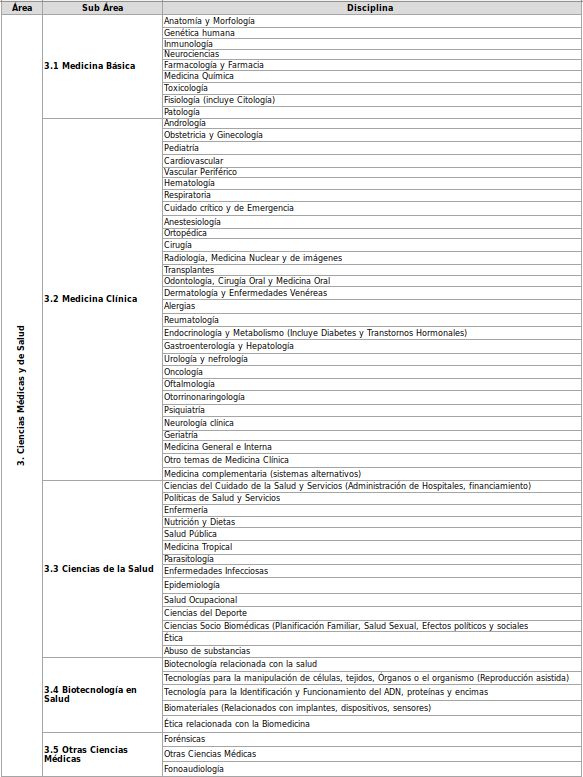 Área Sub Área Disciplina
3. Ciencias Médicas y de Salud
3.1 Medicina Básica
Anatomía y Morfología
Genética humana
Inmunología
Neurociencias
Farmacología y Farmacia
Medicina Química
Toxicología
Fisiología (incluye Citología)
Patología
3.2 Medicina Clínica
Andrología
Obstetricia y Ginecología
Pediatría
Cardiovascular
Vascular Periférico
Hematología
Respiratoria
Cuidado crítico y de Emergencia
Anestesiología
Ortopédica
Cirugía
Radiología, Medicina Nuclear y de imágenes
Transplantes
Odontología, Cirugía Oral y Medicina Oral
Dermatología y Enfermedades Venéreas
Alergias
Reumatología
Endocrinología y Metabolismo (Incluye Diabetes y Transtornos Hormonales)
Gastroenterología y Hepatología
Urología y nefrología
Oncología
Oftalmología
Otorrinonaringología
Psiquiatría
Neurología clínica
Geriatría
Medicina General e Interna
Otro temas de Medicina Clínica
Medicina complementaria (sistemas alternativos)
3.3 Ciencias de la Salud
Ciencias del Cuidado de la Salud y Servicios (Administración de Hospitales, financiamiento)
Políticas de Salud y Servicios
Enfermería
Nutrición y Dietas
Salud Pública
Medicina Tropical
Parasitología
Enfermedades Infecciosas
Epidemiología
Salud Ocupacional
Ciencias del Deporte
Ciencias Socio Biomédicas (Planificación Familiar, Salud Sexual, Efectos políticos y sociales
Ética
Abuso de substancias
3.4 Biotecnología en
Salud
Biotecnología relacionada con la salud
Tecnologías para la manipulación de células, tejidos, Órganos o el organismo (Reproducción asistida)
Tecnología para la Identificación y Funcionamiento del ADN, proteínas y encimas
Biomateriales (Relacionados con implantes, dispositivos, sensores)
Ética relacionada con la Biomedicina
3.5 Otras Ciencias
Médicas
Forénsicas
Otras Ciencias Médicas
Fonoaudiología